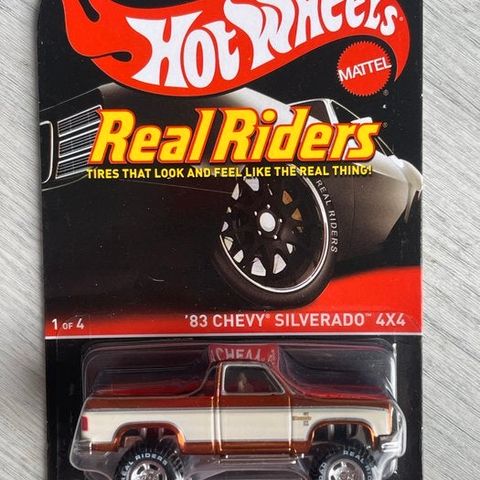 HOT WHEELS
MATTEL
Real Riders®
TIRES THAT LOOK AND FEEL LIKE THE REAL THING!
REAL RIDERS
1 OF 4
'83 CHEVY® SILVERADO™ 4X4